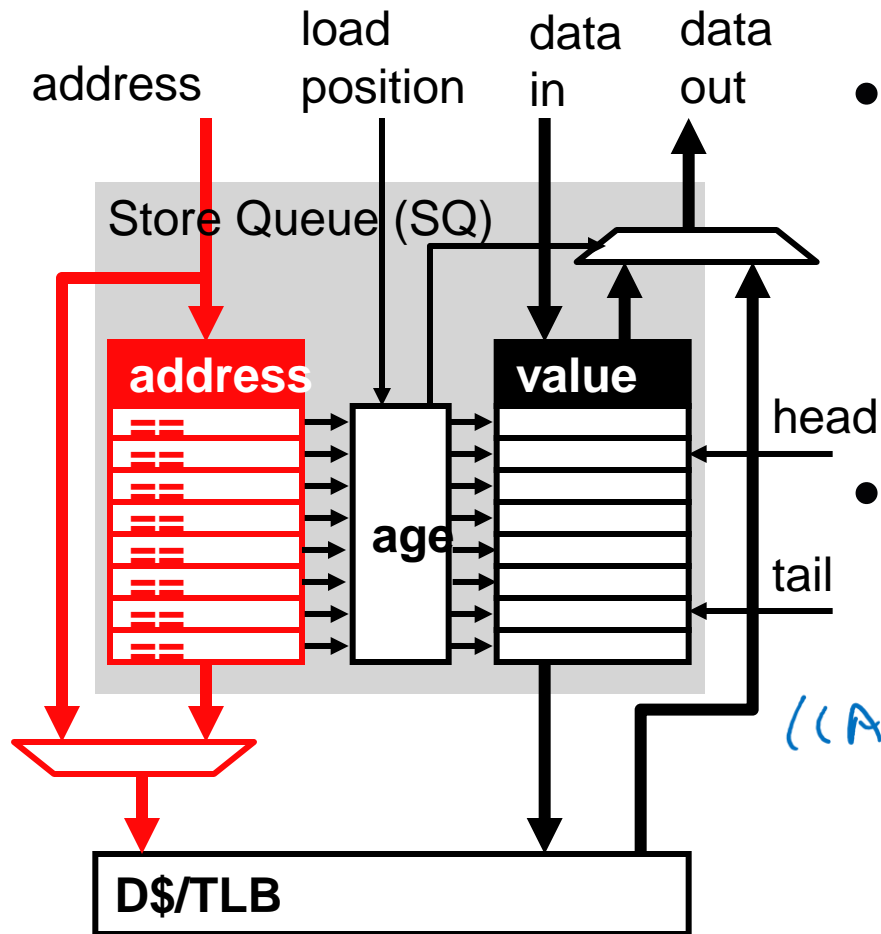 load
position
data
in
data
out
address
•
Store Queue (SQ)
address
value
==
==
==
==
==
==
==
==
age
head
•
tail
D$/TLB